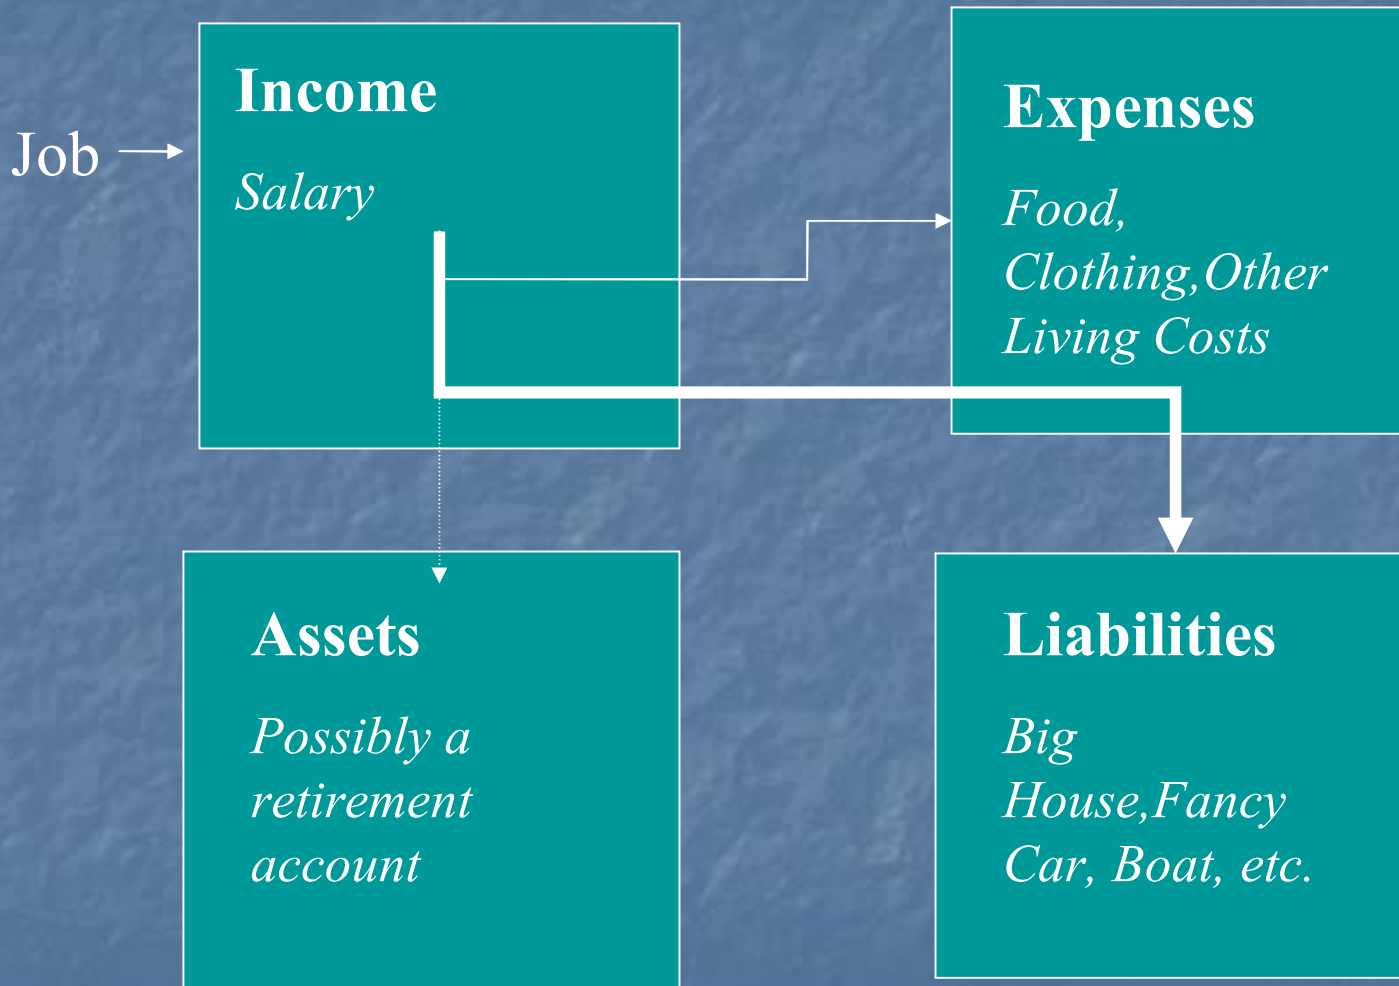 Job
Income
Salary
Expenses
Food,
Clothing,Other
Living Costs
Assets
Possibly a
retirement
account
Liabilities
Big
House,Fancy
Car, Boat, etc.